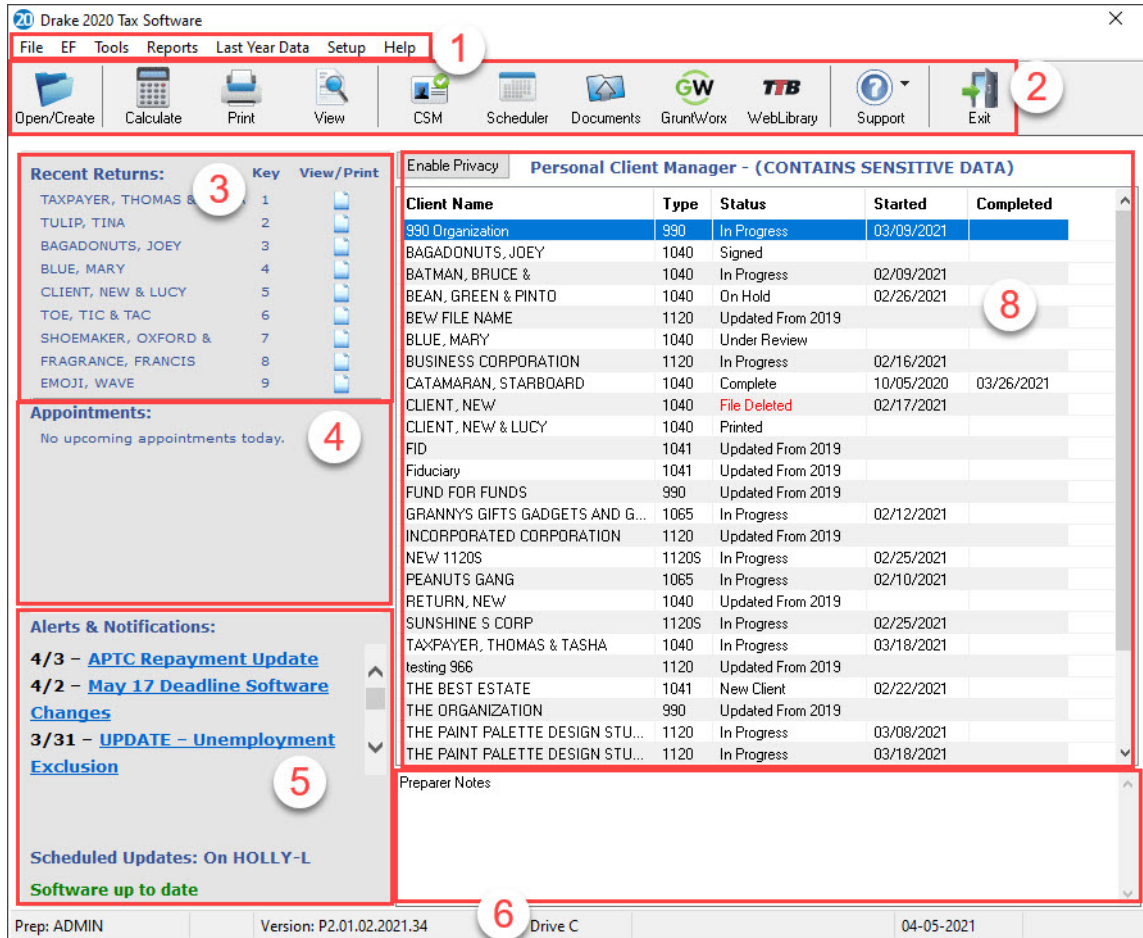 20 Drake 2020 Tax Software
File EF Tools Reports Last Year Data Setup Help
1
Open/Create Calculate Print View CSM Scheduler Documents GW GruntWorx TTB WebLibrary ? Support Exit
2
Recent Returns: Key View/Print
3
TAXPAYER, THOMAS & 1
TULIP, TINA 2
BAGADONUTS, JOEY 3
BLUE, MARY 4
CLIENT, NEW & LUCY 5
TOE, TIC & TAC 6
SHOEMAKER, OXFORD & 7
FRAGRANCE, FRANCIS 8
EMOJI, WAVE 9
Appointments:
No upcoming appointments today.
4
Alerts & Notifications:
4/3 – APTC Repayment Update
4/2 – May 17 Deadline Software
Changes
3/31 – UPDATE – Unemployment
Exclusion
5
Scheduled Updates: On HOLLY-L
Software up to date
Enable Privacy Personal Client Manager - (CONTAINS SENSITIVE DATA)
Client Name Type Status Started Completed
990 Organization 990 In Progress 03/09/2021
BAGADONUTS, JOEY 1040 Signed
BATMAN, BRUCE & 1040 In Progress 02/09/2021
BEAN, GREEN & PINTO 1040 On Hold 02/26/2021
8
BEW FILE NAME 1120 Updated From 2019
BLUE, MARY 1040 Under Review
BUSINESS CORPORATION 1120 In Progress 02/16/2021
CATAMARAN, STARBOARD 1040 Complete 10/05/2020 03/26/2021
CLIENT, NEW 1040 File Deleted 02/17/2021
CLIENT, NEW & LUCY 1040 Printed
FID 1041 Updated From 2019
Fiduciary 1041 Updated From 2019
FUND FOR FUNDS 990 Updated From 2019
GRANNYS GIFTS GADGETS AND G... 1065 In Progress 02/12/2021
INCORPORATED CORPORATION 1120 Updated From 2019
NEW 1120S 1120S In Progress 02/25/2021
PEANUTS GANG 1065 In Progress 02/10/2021
RETURN, NEW 1040 Updated From 2019
SUNSHINE S CORP 1120S In Progress 02/25/2021
TAXPAYER, THOMAS & TASHA 1040 In Progress 03/18/2021
testing 966 1120 Updated From 2019
THE BEST ESTATE 1041 New Client 02/22/2021
THE ORGANIZATION 990 Updated From 2019
THE PAINT PALETTE DESIGN STU... 1120 In Progress 03/08/2021
THE PAINT PALETTE DESIGN STU... 1120 In Progress 03/18/2021
Preparer Notes
Prep: ADMIN Version: P2.01.02.2021.34 6 Drive C 04-05-2021